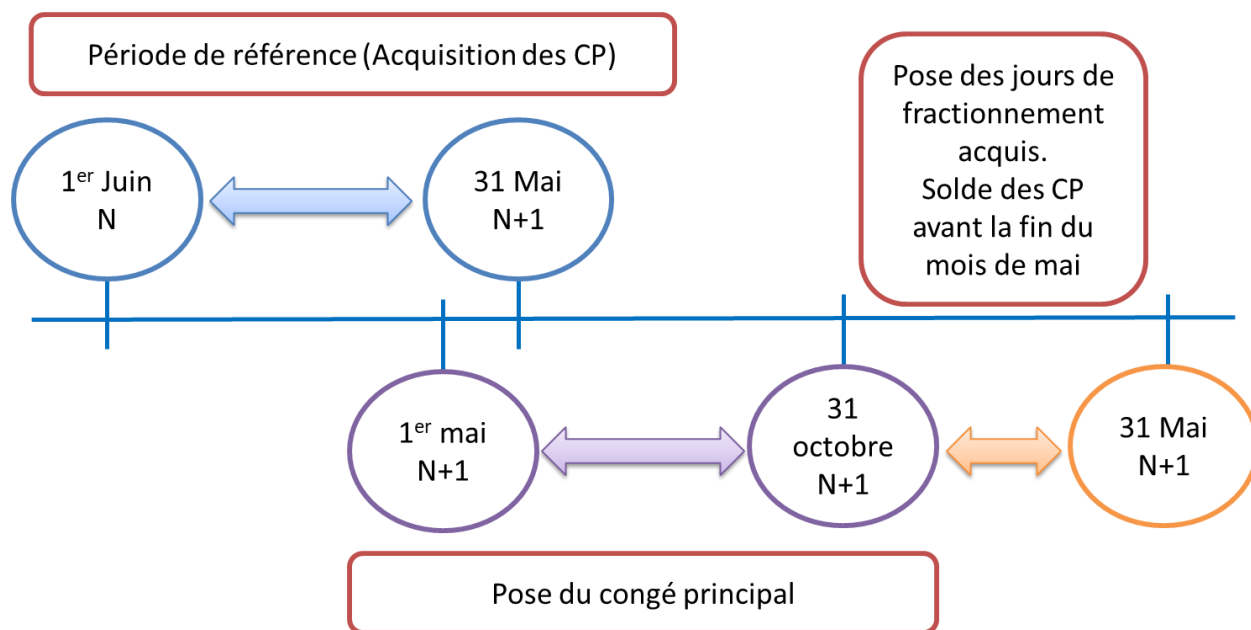 Période de référence (Acquisition des CP)
Pose des jours de
fractionnement
acquis.
Solde des CP
avant la fin du
mois de mai
1er Juin
N
31 Mai
N+1
1er mai
N+1
31
octobre
N+1
31 Mai
N+1
Pose du congé principal